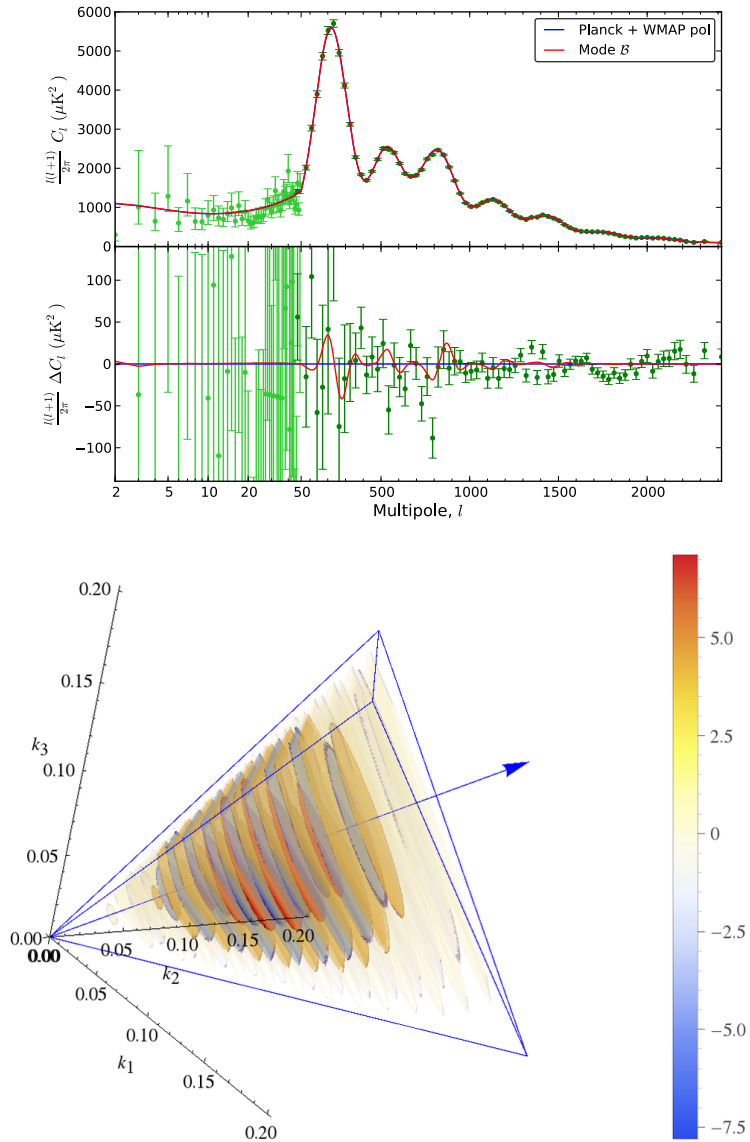 6000
5000
4000
3000
2000
1000
0
l(l+1)/2π C_l (μK²)
Planck + WMAP pol
Mode ℬ
100
50
0
−50
−100
l(l+1)/2π ΔC_l (μK²)
2 5 10 20 50 500 1000 1500 2000
Multipole, l
0.20
0.15
k_3
0.10
0.05
0.00
0.00
0.05 0.10 0.15 0.20
k_2
0.05
0.10
k_1
0.15
0.20
5.0
2.5
0
−2.5
−5.0
−7.5